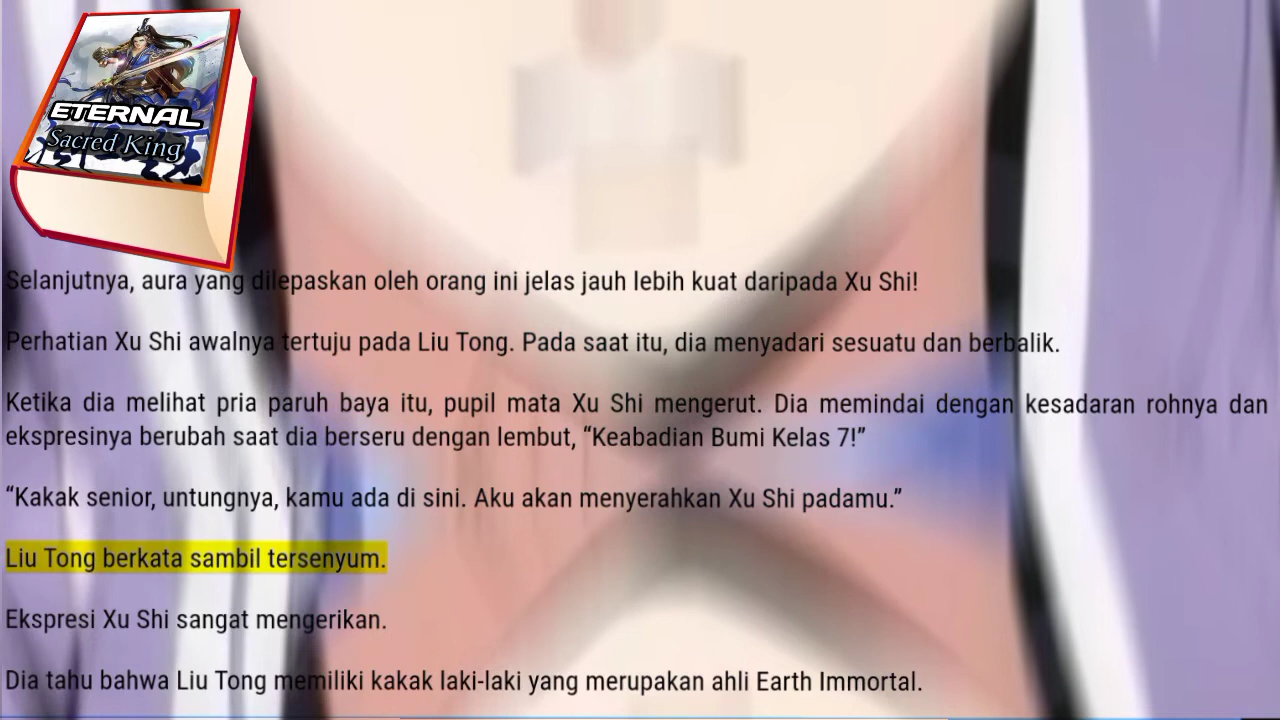 ETERNAL
Sacred King
Selanjutnya, aura yang dilepaskan oleh orang ini jelas jauh lebih kuat daripada Xu Shi!
Perhatian Xu Shi awalnya tertuju pada Liu Tong. Pada saat itu, dia menyadari sesuatu dan berbalik.
Ketika dia melihat pria paruh baya itu, pupil mata Xu Shi mengerut. Dia memindai dengan kesadaran rohnya dan
ekspresinya berubah saat dia berseru dengan lembut, “Keabadian Bumi Kelas 7!”
“Kakak senior, untungnya, kamu ada di sini. Aku akan menyerahkan Xu Shi padamu.”
Liu Tong berkata sambil tersenyum.
Ekspresi Xu Shi sangat mengerikan.
Dia tahu bahwa Liu Tong memiliki kakak laki-laki yang merupakan ahli Earth Immortal.